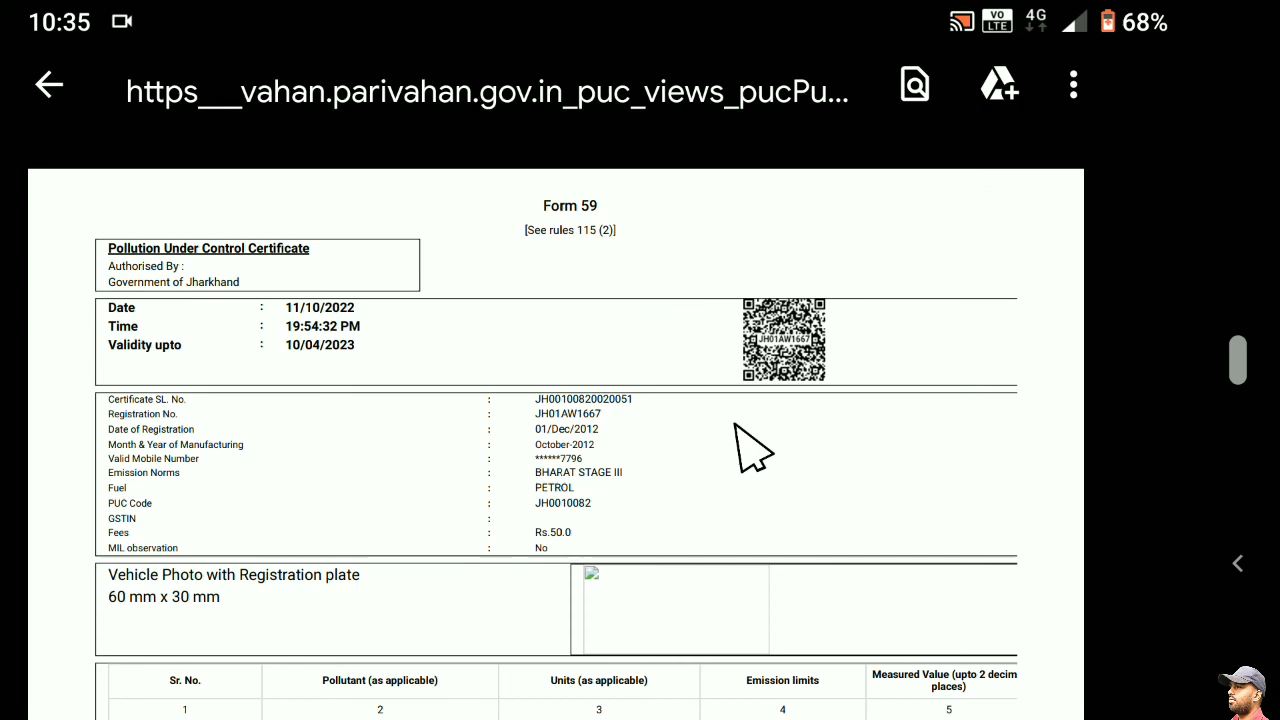 10:35 VO LTE 4G 68%
https___vahan.parivahan.gov.in_puc_views_pucPu...
Form 59
[See rules 115 (2)]
Pollution Under Control Certificate
Authorised By :
Government of Jharkhand
Date : 11/10/2022
Time : 19:54:32 PM
Validity upto : 10/04/2023
JH01AW1667
Certificate SL. No. : JH00100820020051
Registration No. : JH01AW1667
Date of Registration : 01/Dec/2012
Month & Year of Manufacturing : October-2012
Valid Mobile Number : ******7796
Emission Norms : BHARAT STAGE III
Fuel : PETROL
PUC Code : JH0010082
GSTIN :
Fees : Rs.50.0
MIL observation : No
Vehicle Photo with Registration plate
60 mm x 30 mm
Sr. No. Pollutant (as applicable) Units (as applicable) Emission limits Measured Value (upto 2 decim
places)
1 2 3 4 5